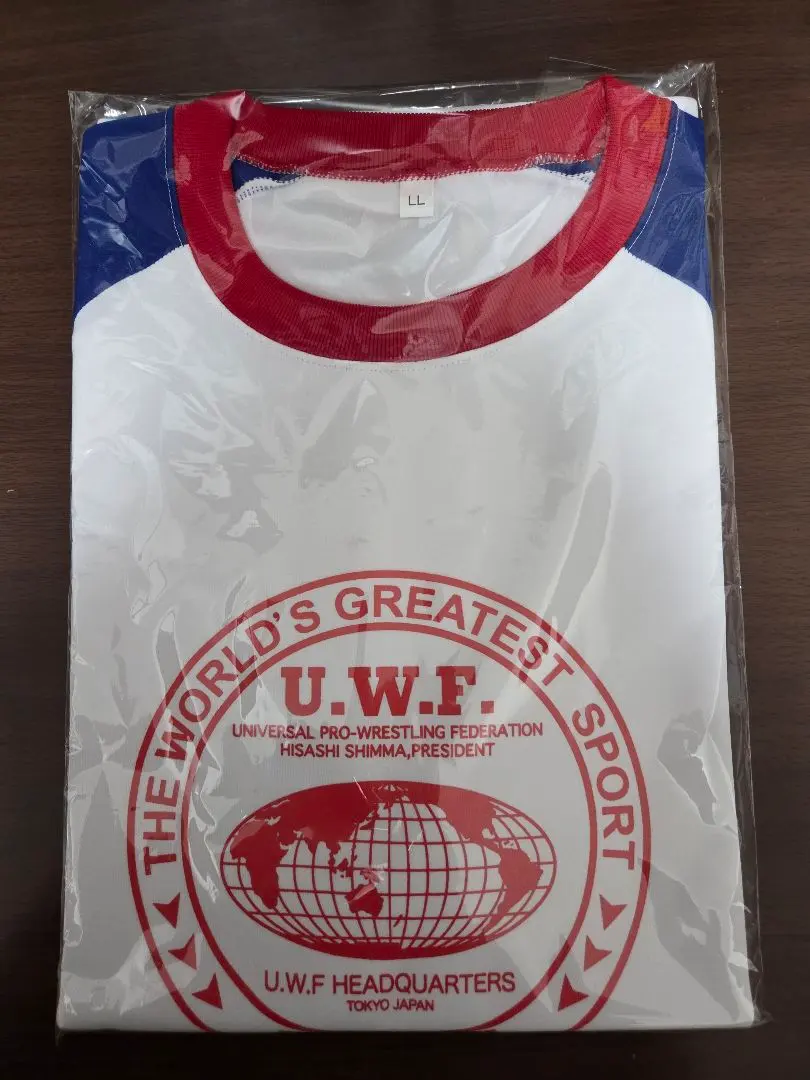 LL
THE WORLD'S GREATEST SPORT
U.W.F.
UNIVERSAL PRO-WRESTLING FEDERATION
HISASHI SHIMMA,PRESIDENT
U.W.F HEADQUARTERS
TOKYO JAPAN